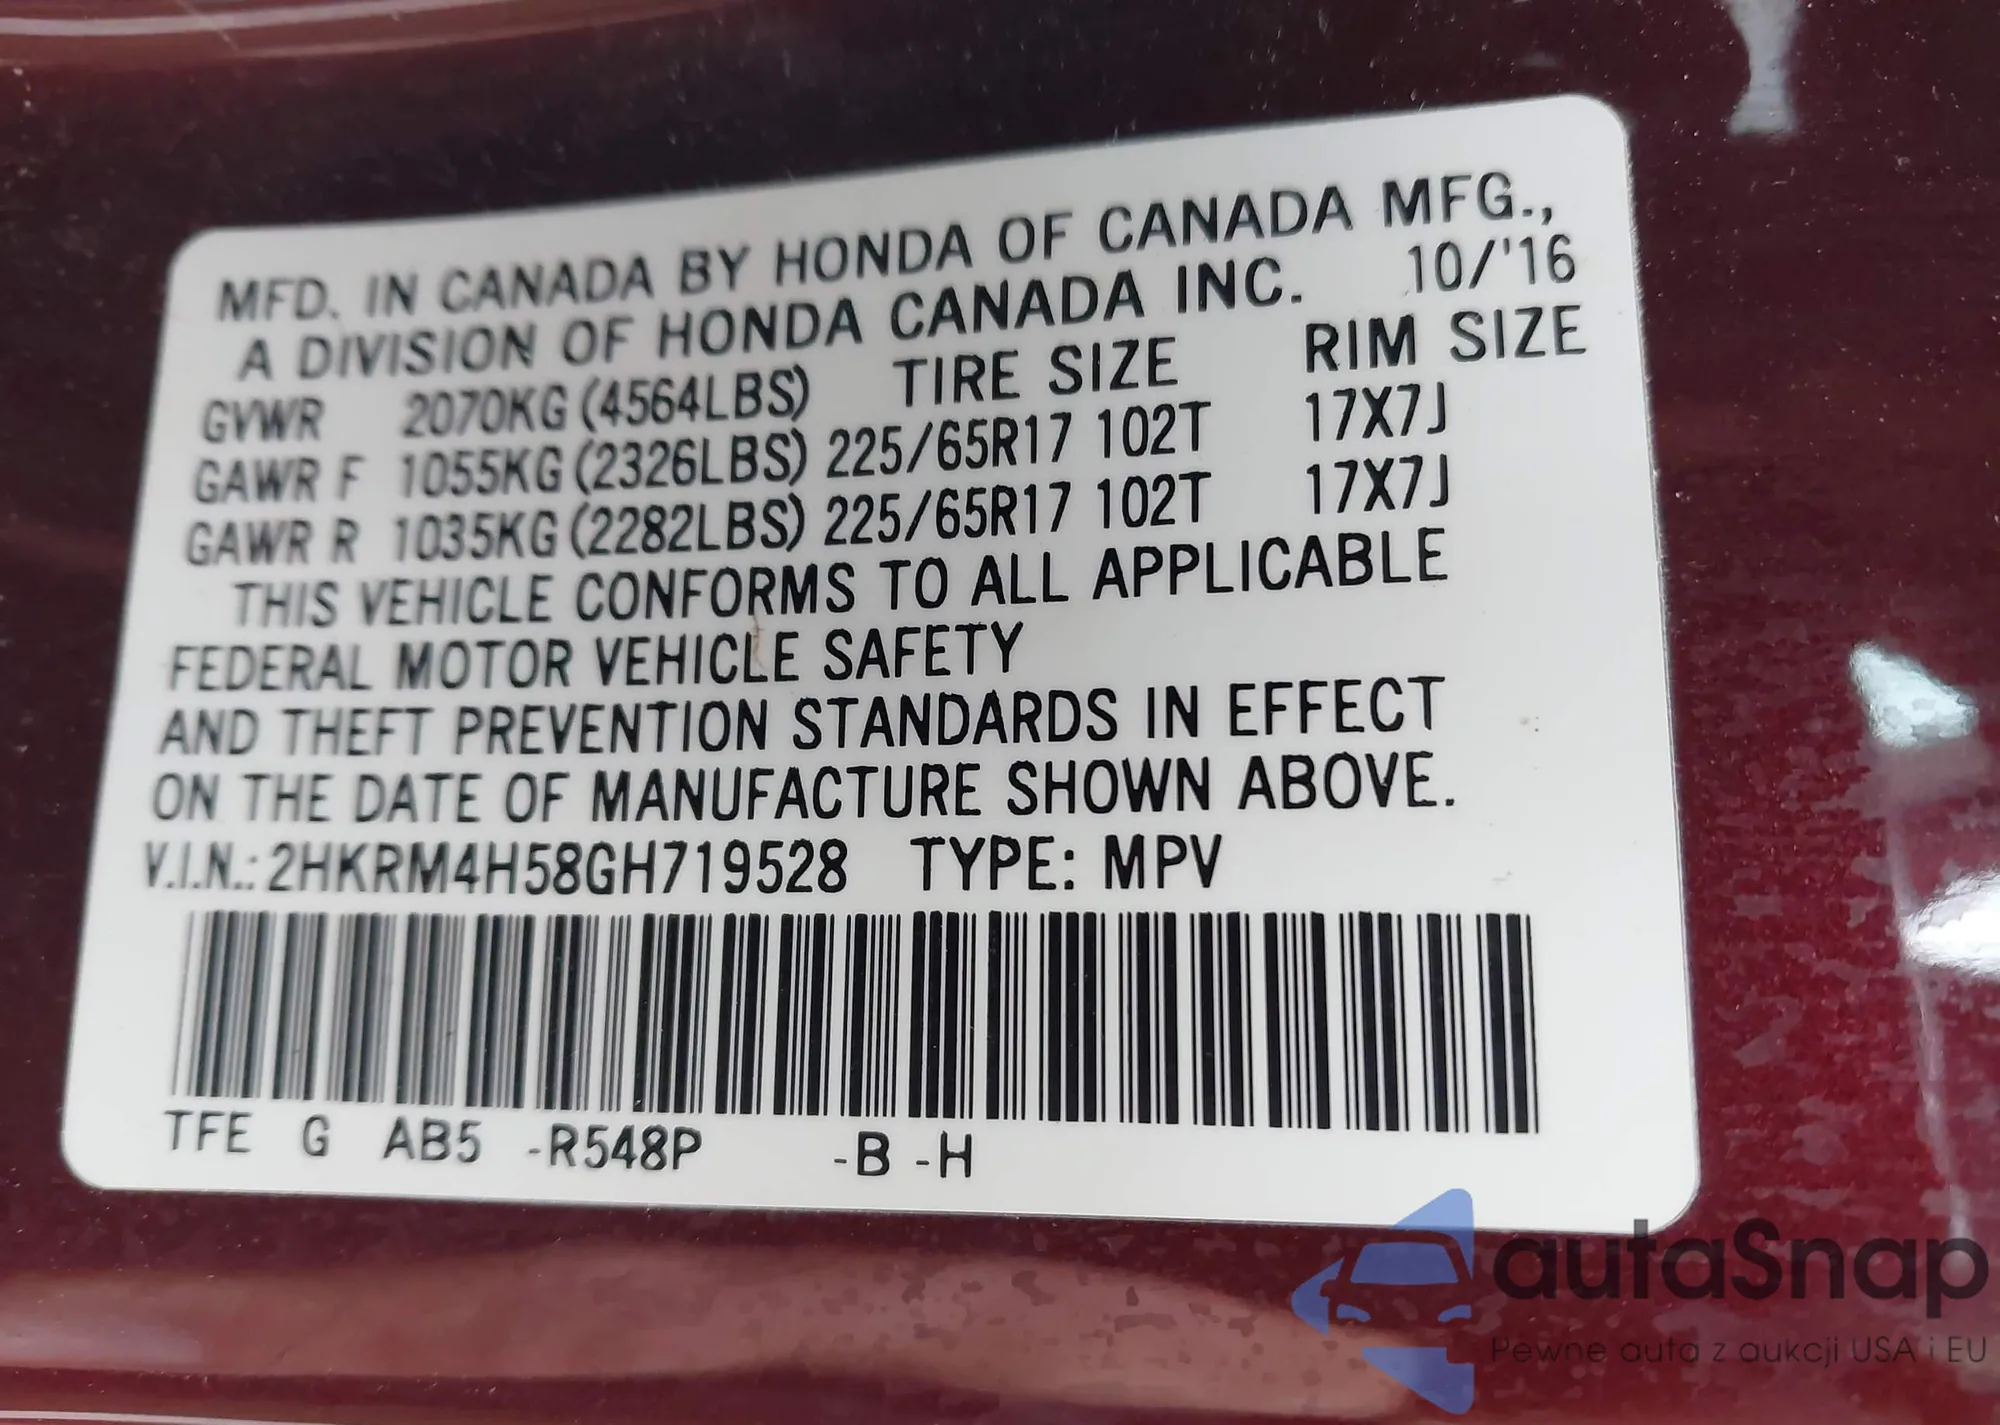 MFD. IN CANADA BY HONDA OF CANADA MFG.,
A DIVISION OF HONDA CANADA INC. 10/'16
GVWR 2070KG (4564LBS) TIRE SIZE RIM SIZE
GAWR F 1055KG (2326LBS) 225/65R17 102T 17X7J
GAWR R 1035KG (2282LBS) 225/65R17 102T 17X7J
THIS VEHICLE CONFORMS TO ALL APPLICABLE
FEDERAL MOTOR VEHICLE SAFETY
AND THEFT PREVENTION STANDARDS IN EFFECT
ON THE DATE OF MANUFACTURE SHOWN ABOVE.
V.I.N.: 2HKRM4H58GH719528 TYPE: MPV
TFE G AB5 -R548P -B -H
autaSnap
Pewne auta z aukcji USA i EU